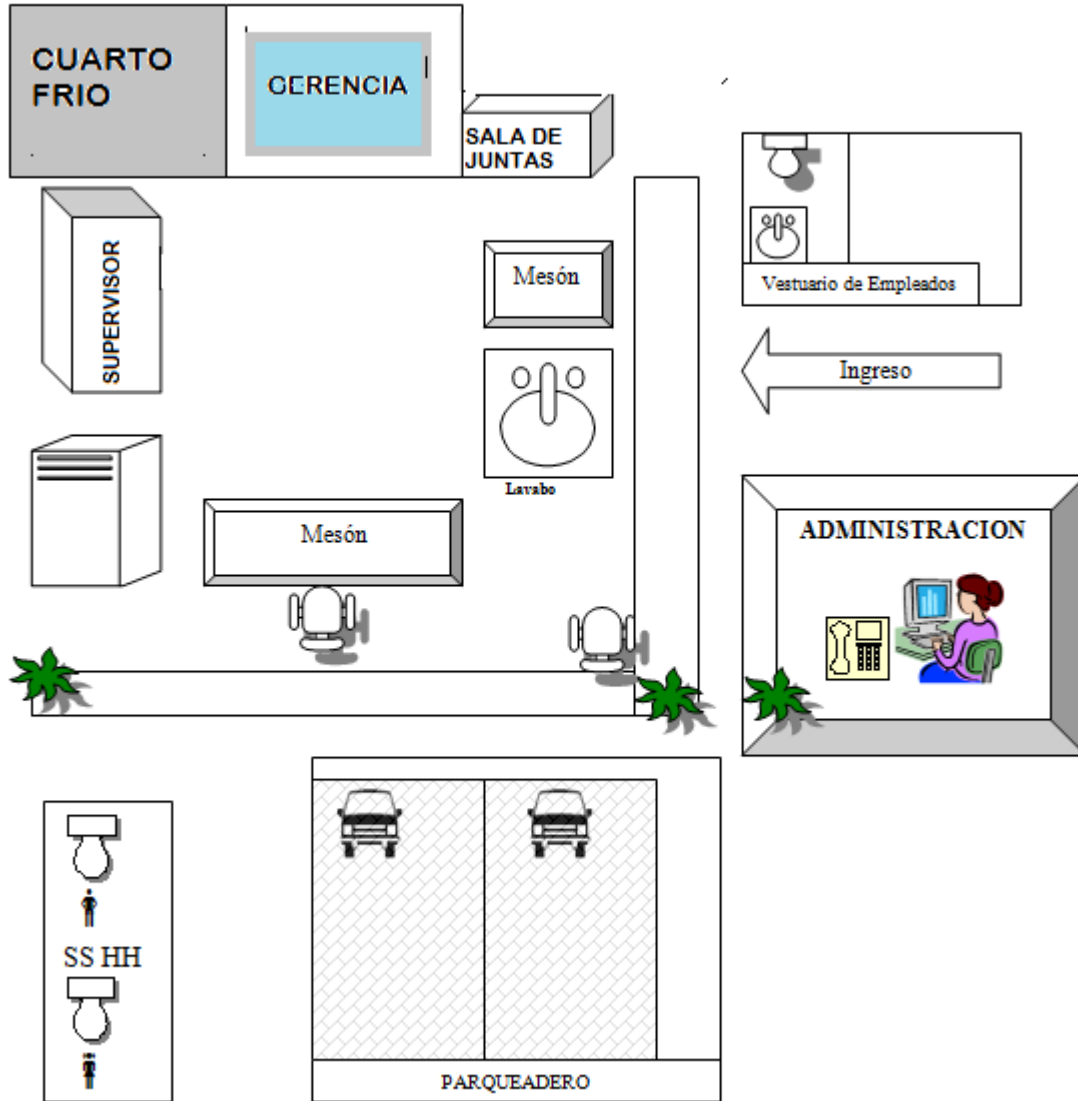 CUARTO
FRIO
GERENCIA
SALA DE
JUNTAS
SUPERVISOR
Mesón
Vestuario de Empleados
Ingreso
Lavabo
Mesón
ADMINISTRACION
SS HH
PARQUEADERO